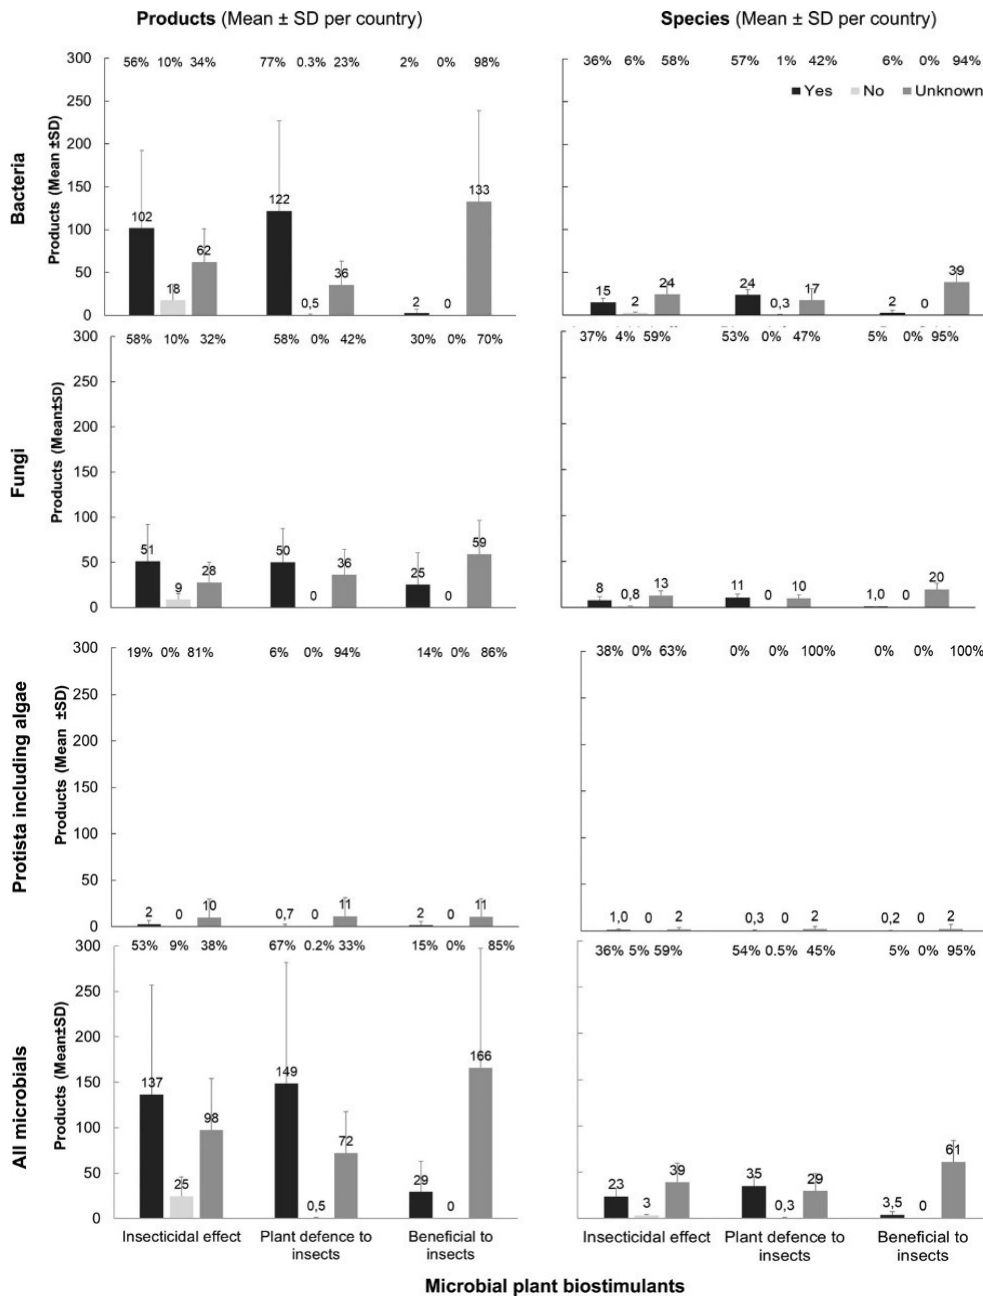 Products (Mean ± SD per country)
Species (Mean ± SD per country)
Bacteria
Products (Mean ±SD)
300
250
200
150
100
50
0
56% 10% 34% 77% 0.3% 23% 2% 0% 98%
102 18 62 122 0,5 36 2 0 133
36% 6% 58% 57% 1% 42% 6% 0% 94%
Yes No Unknown
15 2 24 24 0,3 17 2 0 39
Fungi
Products (Mean±SD)
300
250
200
150
100
50
0
58% 10% 32% 58% 0% 42% 30% 0% 70%
51 9 28 50 0 36 25 0 59
37% 4% 59% 53% 0% 47% 5% 0% 95%
8 0,8 13 11 0 10 1,0 0 20
Protista including algae
Products (Mean ±SD)
300
250
200
150
100
50
0
19% 0% 81% 6% 0% 94% 14% 0% 86%
2 0 10 0,7 0 11 2 0 11
38% 0% 63% 0% 0% 100% 0% 0% 100%
1,0 0 2 0,3 0 2 0,2 0 2
All microbials
Products (Mean±SD)
300
250
200
150
100
50
0
53% 9% 38% 67% 0.2% 33% 15% 0% 85%
137 25 98 149 0,5 72 29 0 166
36% 5% 59% 54% 0.5% 45% 5% 0% 95%
23 3 39 35 0,3 29 3,5 0 61
Insecticidal effect Plant defence to Beneficial to
insects insects
Insecticidal effect Plant defence to Beneficial to
insects insects
Microbial plant biostimulants